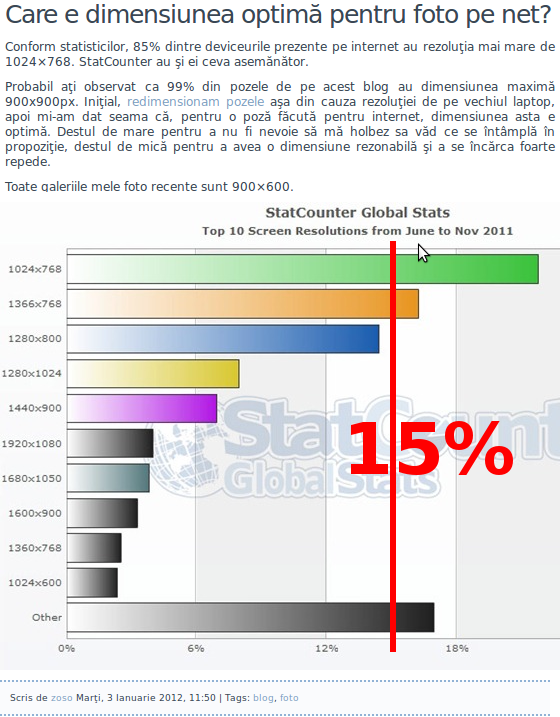 Care e dimensiunea optimă pentru foto pe net?
Conform statisticilor, 85% dintre deviceurile prezente pe internet au rezoluţia mai mare de
1024×768. StatCounter au şi ei ceva asemănător.
Probabil aţi observat ca 99% din pozele de pe acest blog au dimensiunea maximă
900x900px. Iniţial, redimensionam pozele aşa din cauza rezoluţiei de pe vechiul laptop,
apoi mi-am dat seama că, pentru o poză făcută pentru internet, dimensiunea asta e
optimă. Destul de mare pentru a nu fi nevoie să mă holbez sa văd ce se întâmplă în
propoziţie, destul de mică pentru a avea o dimensiune rezonabilă şi a se încărca foarte
repede.
Toate galeriile mele foto recente sunt 900×600.
StatCounter Global Stats
Top 10 Screen Resolutions from June to Nov 2011
1024x768
1366x768
1280x800
1280x1024
1440x900
1920x1080
1680x1050
1600x900
1360x768
1024x600
Other
StatCount
GlobalStats
15%
0% 6% 12% 18%
Scris de zoso Marţi, 3 Ianuarie 2012, 11:50 | Tags: blog, foto